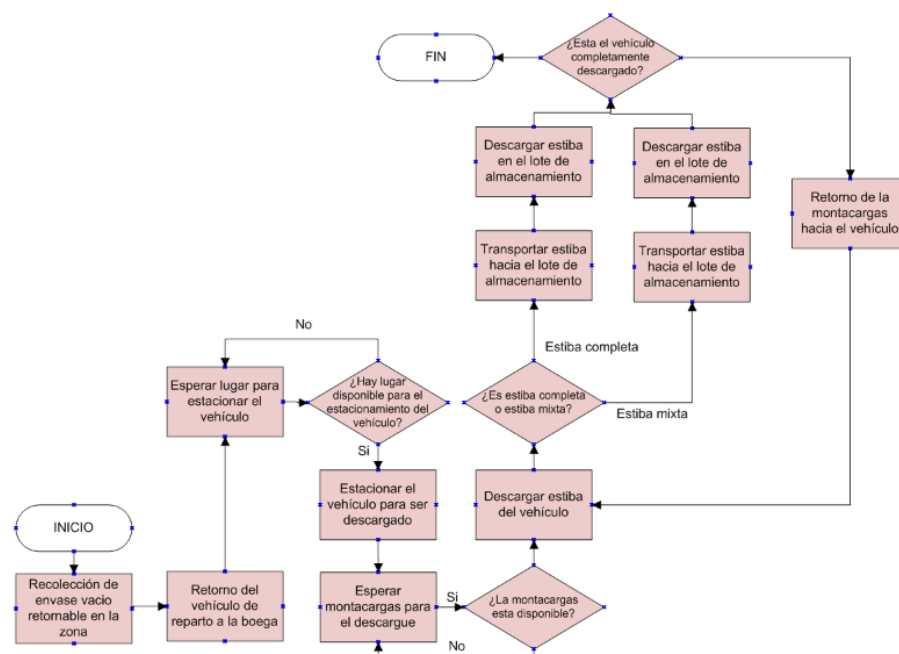 FIN
¿Esta el vehículo
completamente
descargado?
Descargar estiba
en el lote de
almacenamiento
Descargar estiba
en el lote de
almacenamiento
Retorno de la
montacargas
hacia el vehículo
Transportar estiba
hacia el lote de
almacenamiento
Transportar estiba
hacia el lote de
almacenamiento
No
Estiba completa
Esperar lugar para
estacionar el
vehículo
¿Hay lugar
disponible para el
estacionamiento del
vehículo?
¿Es estiba completa
o estiba mixta?
Estiba mixta
Si
Estacionar el
vehículo para ser
descargado
Descargar estiba
del vehículo
INICIO
Recolección de
envase vacio
retornable en la
zona
Retorno del
vehículo de
reparto a la boega
Esperar
montacargas para
el descargue
Si
¿La montacargas
esta disponible?
No